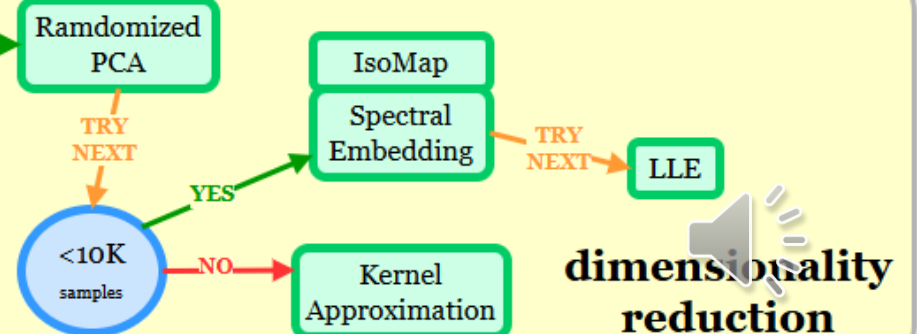 Ramdomized
PCA
TRY
NEXT
IsoMap
Spectral
Embedding
TRY
NEXT
LLE
YES
<10K
samples
NO
Kernel
Approximation
dimensionality
reduction